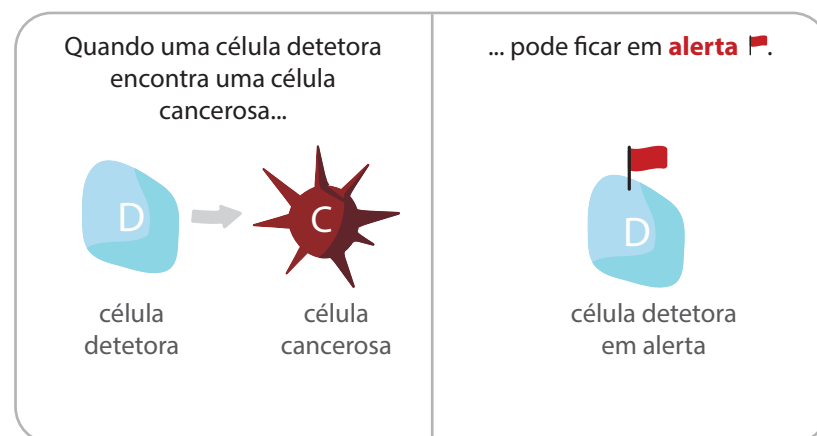 Quando uma célula detetora
encontra uma célula
cancerosa...
D
C
célula
detetora
célula
cancerosa
... pode ficar em alerta .
D
célula detetora
em alerta